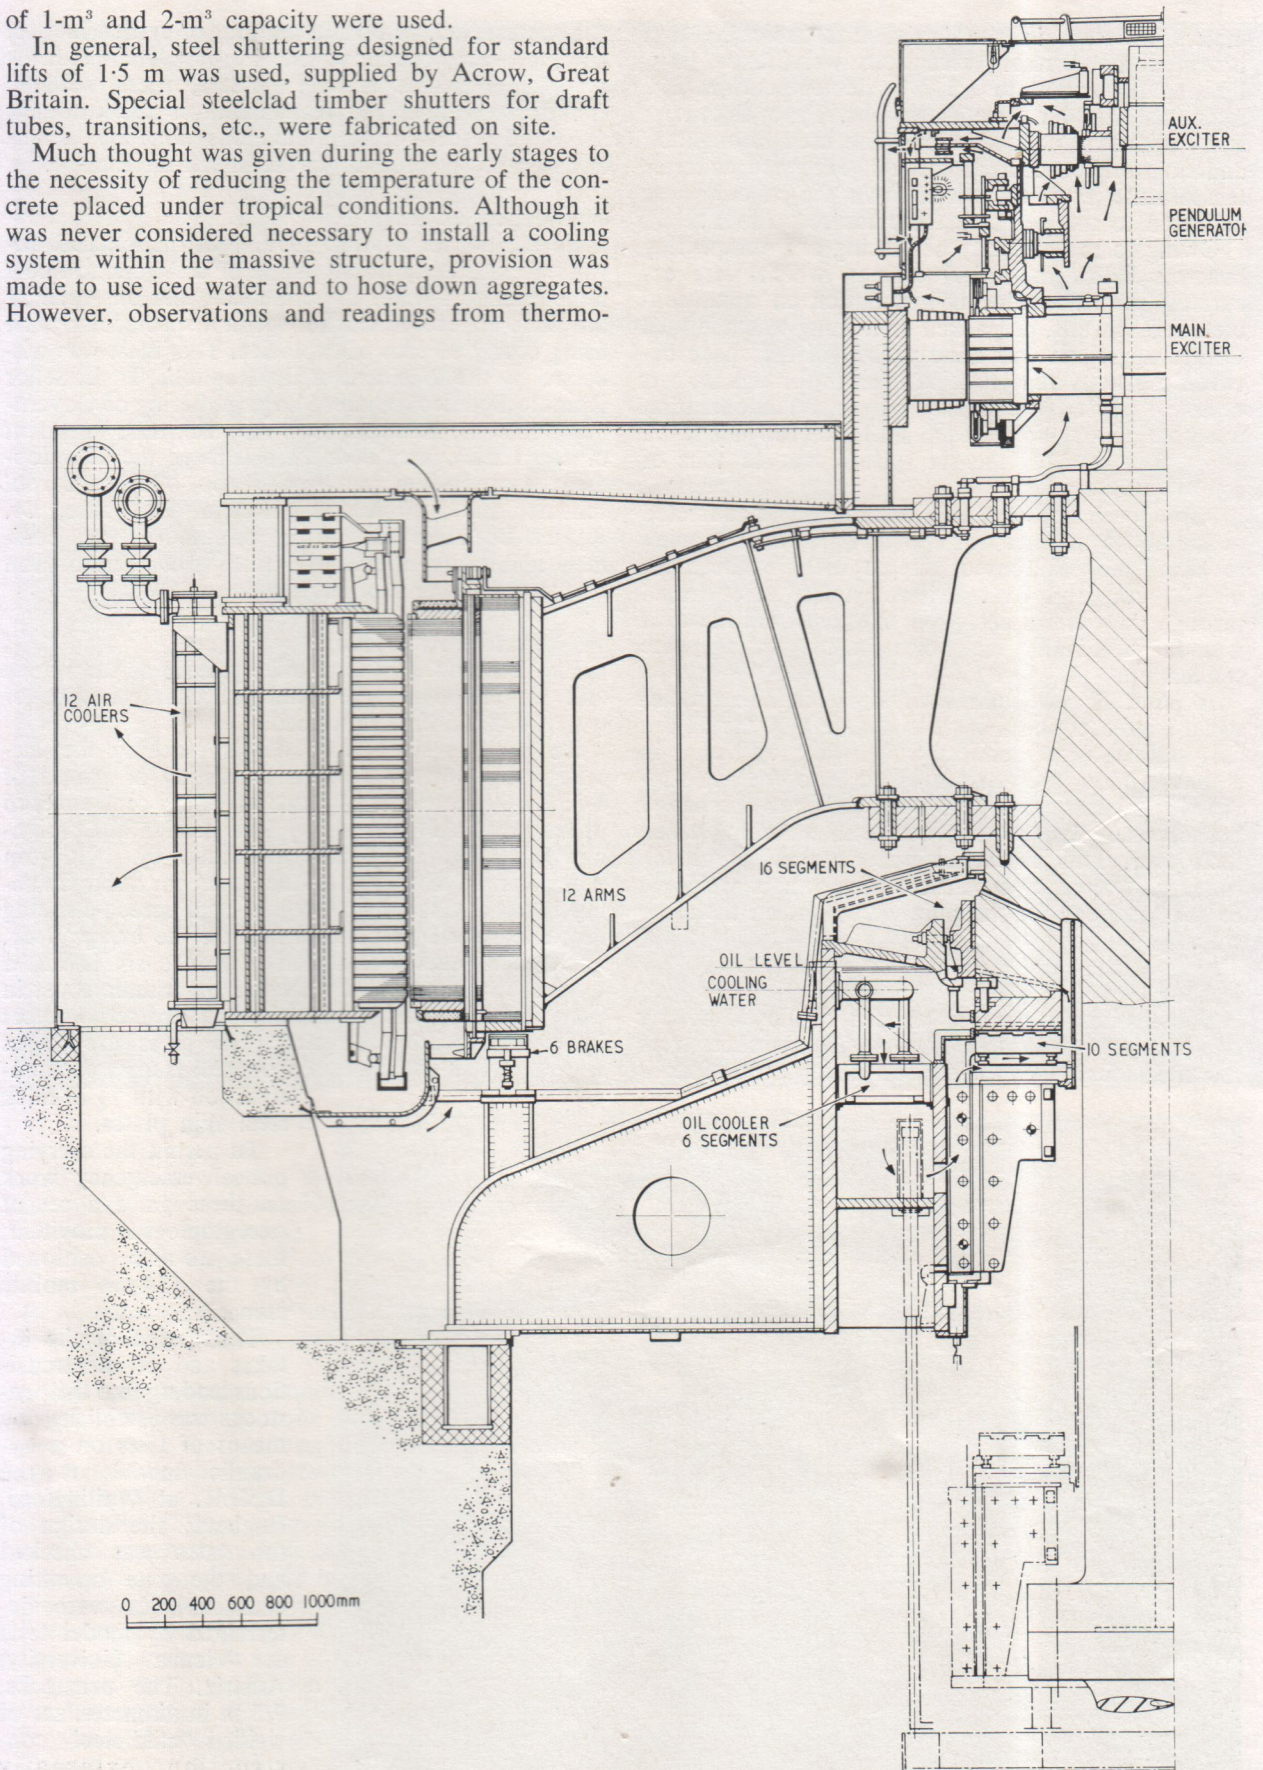 of 1-m³ and 2-m³ capacity were used.
In general, steel shuttering designed for standard
lifts of 1·5 m was used, supplied by Acrow, Great
Britain. Special steelclad timber shutters for draft
tubes, transitions, etc., were fabricated on site.
Much thought was given during the early stages to
the necessity of reducing the temperature of the con-
crete placed under tropical conditions. Although it
was never considered necessary to install a cooling
system within the massive structure, provision was
made to use iced water and to hose down aggregates.
However, observations and readings from thermo-
AUX.
EXCITER
PENDULUM
GENERATOR
MAIN.
EXCITER
12 AIR
COOLERS
12 ARMS
16 SEGMENTS
OIL LEVEL
COOLING
WATER
6 BRAKES
10 SEGMENTS
OIL COOLER
6 SEGMENTS
0 200 400 600 800 1000mm